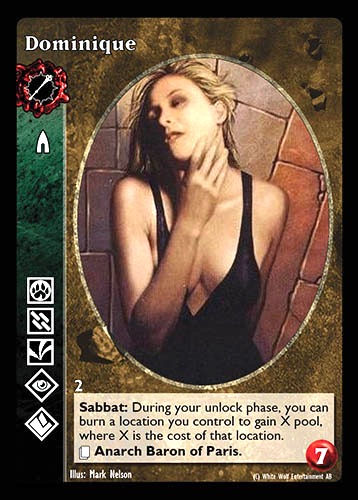 Dominique
2
Sabbat: During your unlock phase, you can
burn a location you control to gain X pool,
where X is the cost of that location.
Anarch Baron of Paris.
7
Illus: Mark Nelson
(C) White Wolf Entertainment AB